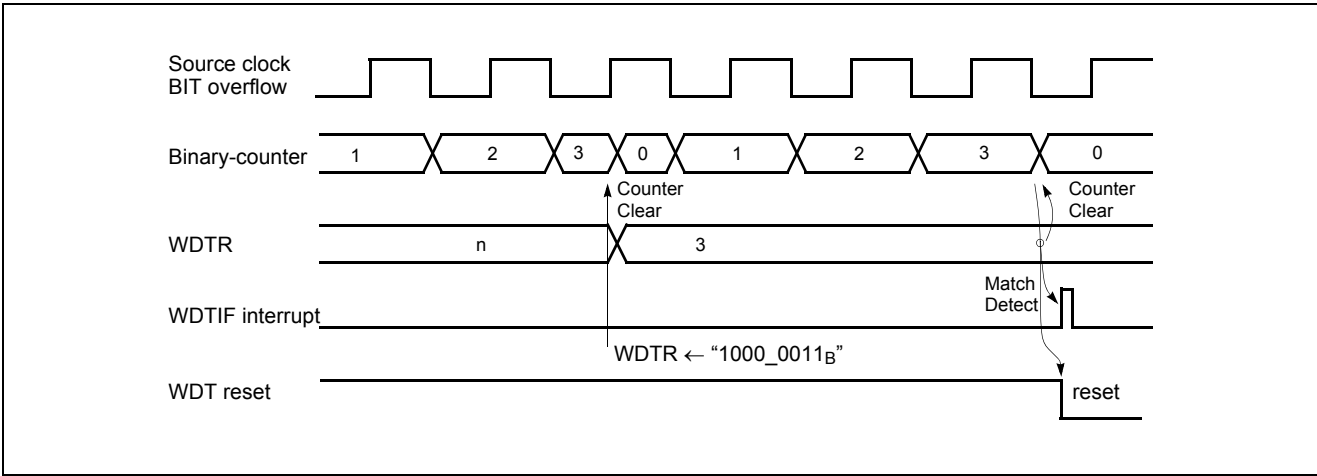 Source clock
BIT overflow
Binary-counter
1
2
3
0
1
2
3
0
Counter
Clear
Counter
Clear
WDTR
n
3
Match
Detect
WDTIF interrupt
WDTR ← “1000_0011B”
WDT reset
reset